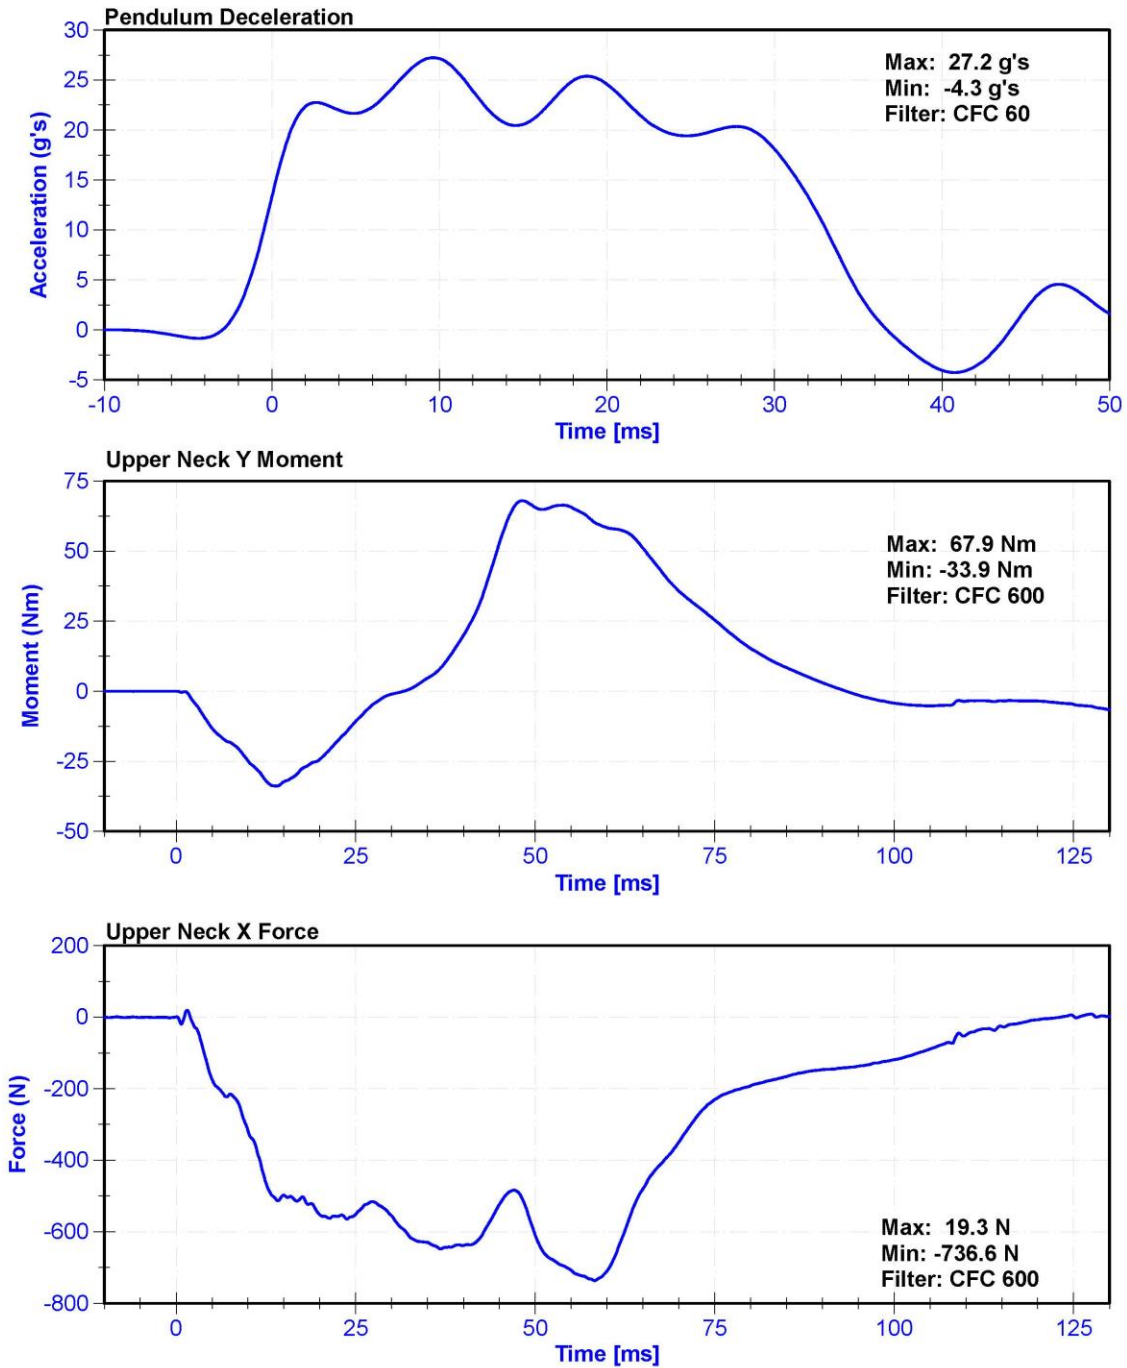 Pendulum Deceleration
30
25
20
15
10
5
0
-5
Acceleration (g's)
Max: 27.2 g's
Min: -4.3 g's
Filter: CFC 60
-10 0 10 20 30 40 50
Time [ms]
Upper Neck Y Moment
75
50
25
0
-25
-50
Moment (Nm)
Max: 67.9 Nm
Min: -33.9 Nm
Filter: CFC 600
0 25 50 75 100 125
Time [ms]
Upper Neck X Force
200
0
-200
-400
-600
-800
Force (N)
Max: 19.3 N
Min: -736.6 N
Filter: CFC 600
0 25 50 75 100 125
Time [ms]